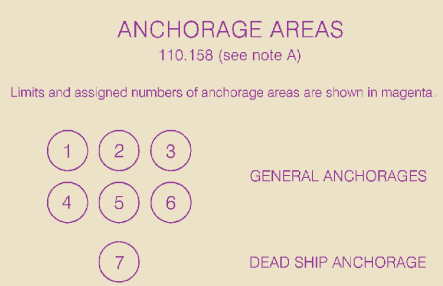 ANCHORAGE AREAS
110.158 (see note A)
Limits and assigned numbers of anchorage areas are shown in magenta.
1 2 3
GENERAL ANCHORAGES
4 5 6
7 DEAD SHIP ANCHORAGE